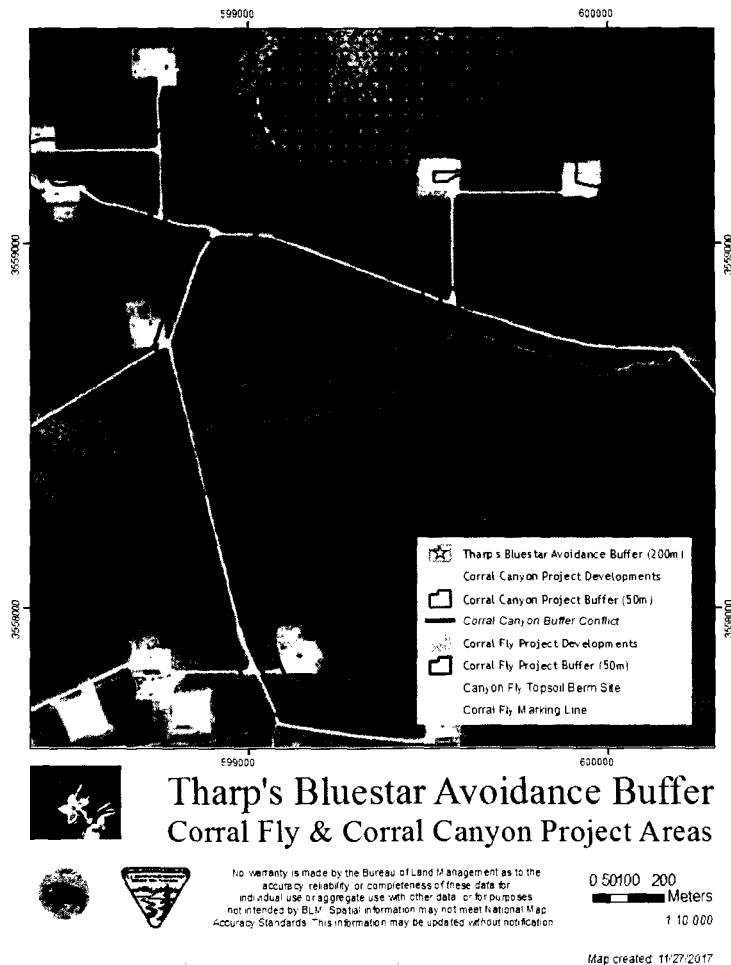 599000 600000
3559000 3559000
Tharp's Bluestar Avoidance Buffer (200m)
Corral Canyon Project Developments
Corral Canyon Project Buffer (50m)
Corral Canyon Buffer Conflict
Corral Fly Project Developments
Corral Fly Project Buffer (50m)
Canyon Fly Topsoil Berm Site
Corral Fly Marking Line
3558000 3558000
599000 600000
Tharp's Bluestar Avoidance Buffer
Corral Fly & Corral Canyon Project Areas
No warranty is made by the Bureau of Land Management as to the
accuracy reliability or completeness of these data for
individual use or aggregate use with other data or for purposes
not intended by BLM Spatial information may not meet National Map
Accuracy Standards This information may be updated without notification
0 50100 200
Meters
1 10 000
Map created: 11/27/2017